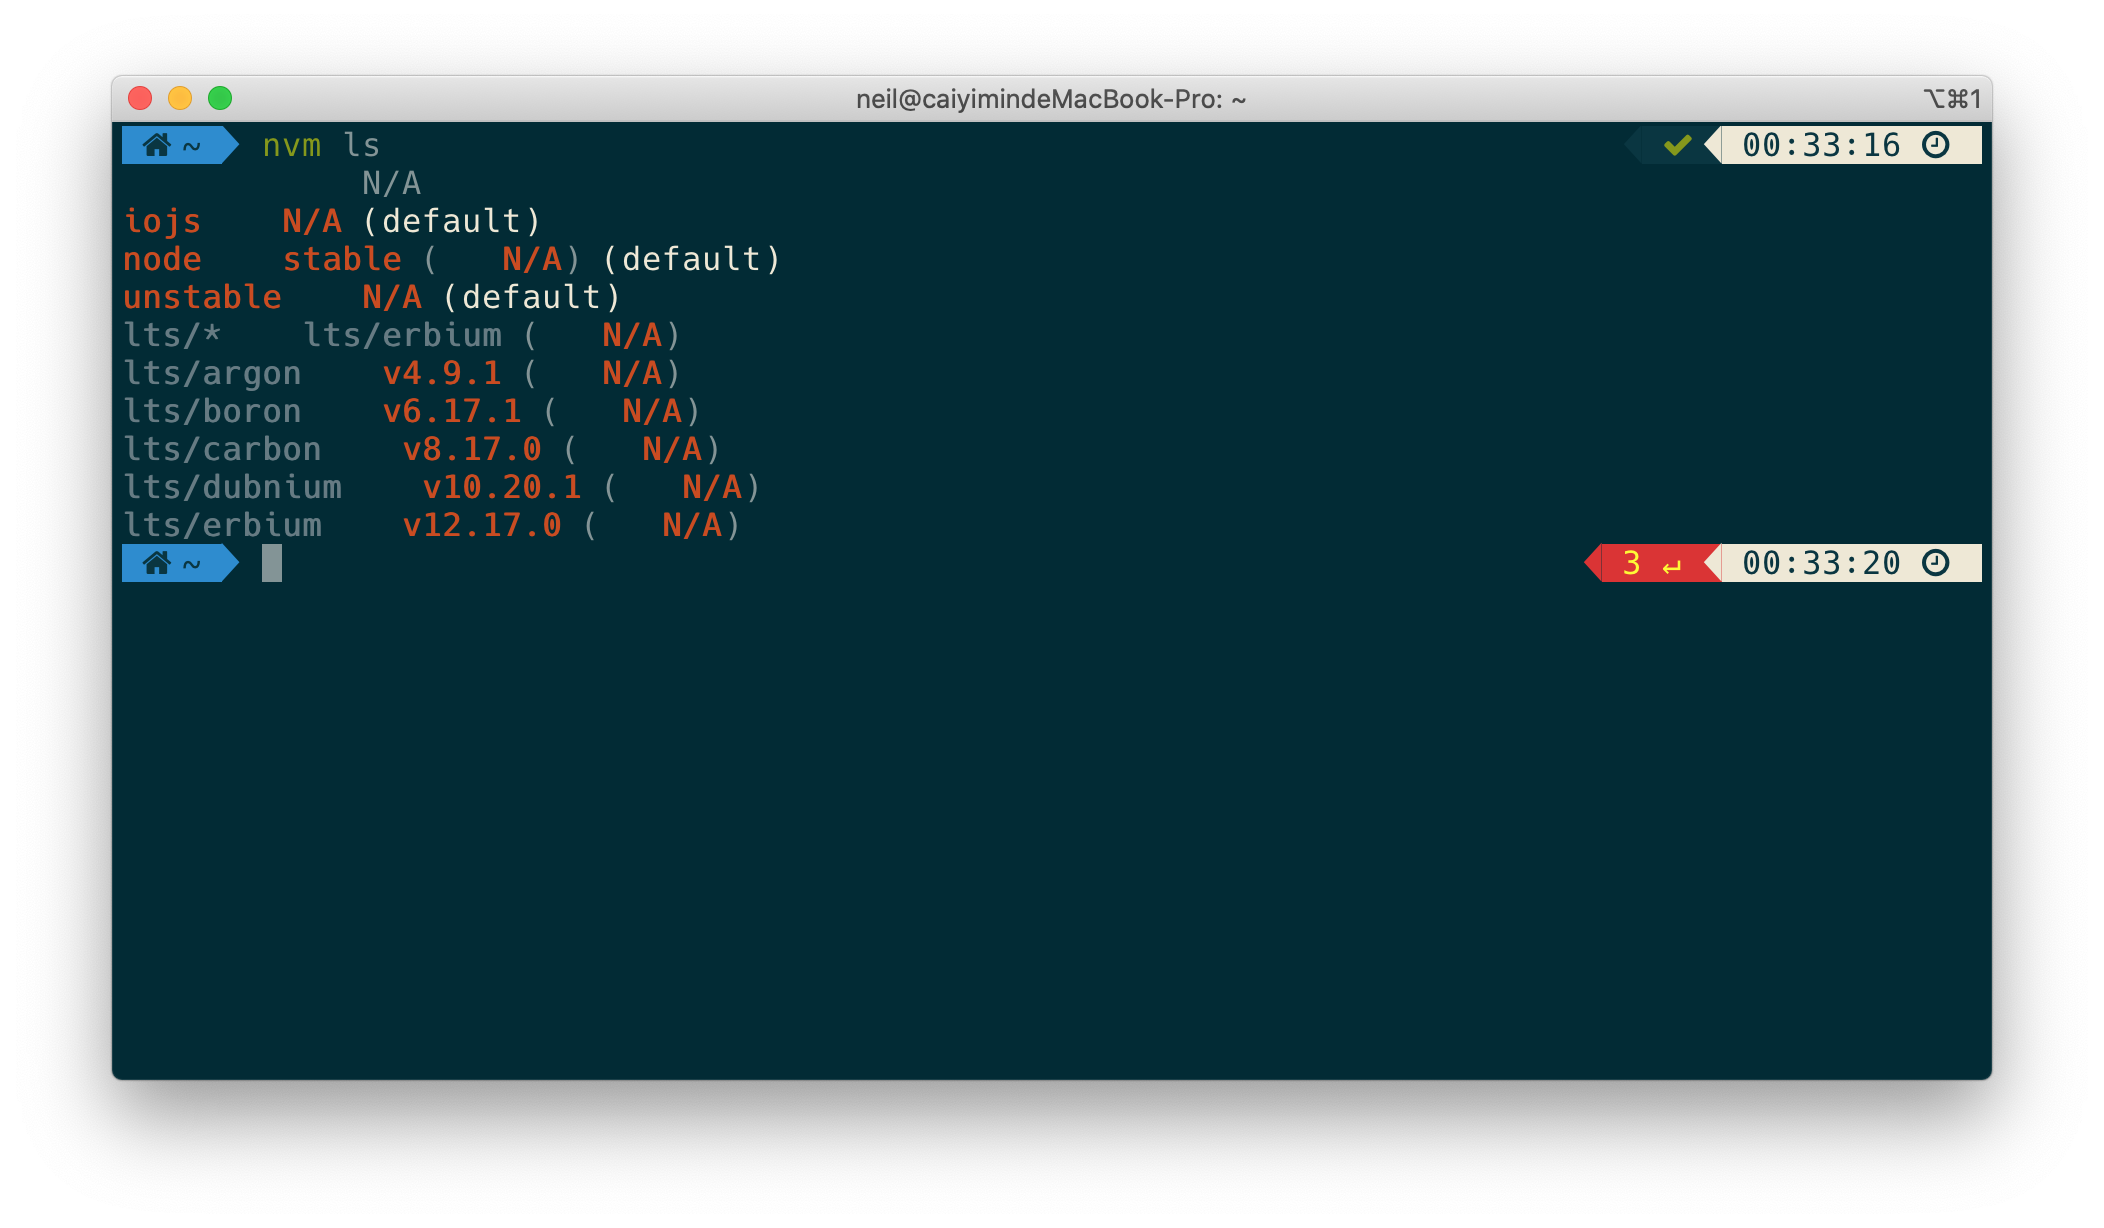 neil@caiyimindeMacBook-Pro: ~ ⌥⌘1
~ nvm ls ✔ 00:33:16
N/A
iojs N/A (default)
node stable ( N/A) (default)
unstable N/A (default)
lts/* lts/erbium ( N/A)
lts/argon v4.9.1 ( N/A)
lts/boron v6.17.1 ( N/A)
lts/carbon v8.17.0 ( N/A)
lts/dubnium v10.20.1 ( N/A)
lts/erbium v12.17.0 ( N/A)
~ 3 ↵ 00:33:20